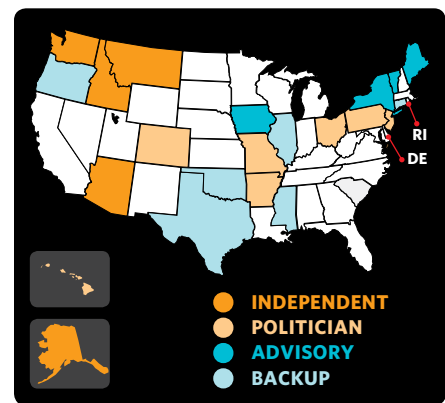 RI
DE
INDEPENDENT
POLITICIAN
ADVISORY
BACKUP